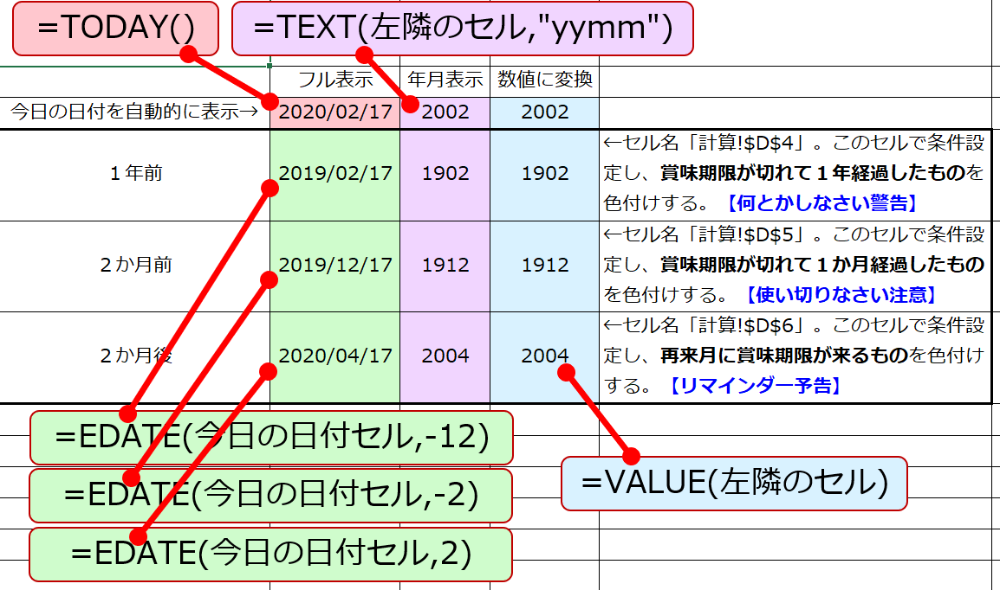 =TODAY()
=TEXT(左隣のセル,"yymm")
フル表示 年月表示 数値に変換
今日の日付を自動的に表示→ 2020/02/17 2002 2002
１年前 2019/02/17 1902 1902
←セル名「計算!$D$4」。このセルで条件設
定し、賞味期限が切れて１年経過したものを
色付けする。【何とかしなさい警告】
２か月前 2019/12/17 1912 1912
←セル名「計算!$D$5」。このセルで条件設
定し、賞味期限が切れて１か月経過したもの
を色付けする。【使い切りなさい注意】
２か月後 2020/04/17 2004 2004
←セル名「計算!$D$6」。このセルで条件設
定し、再来月に賞味期限が来るものを色付け
する。【リマインダー予告】
=EDATE(今日の日付セル,-12)
=EDATE(今日の日付セル,-2)
=EDATE(今日の日付セル,2)
=VALUE(左隣のセル)